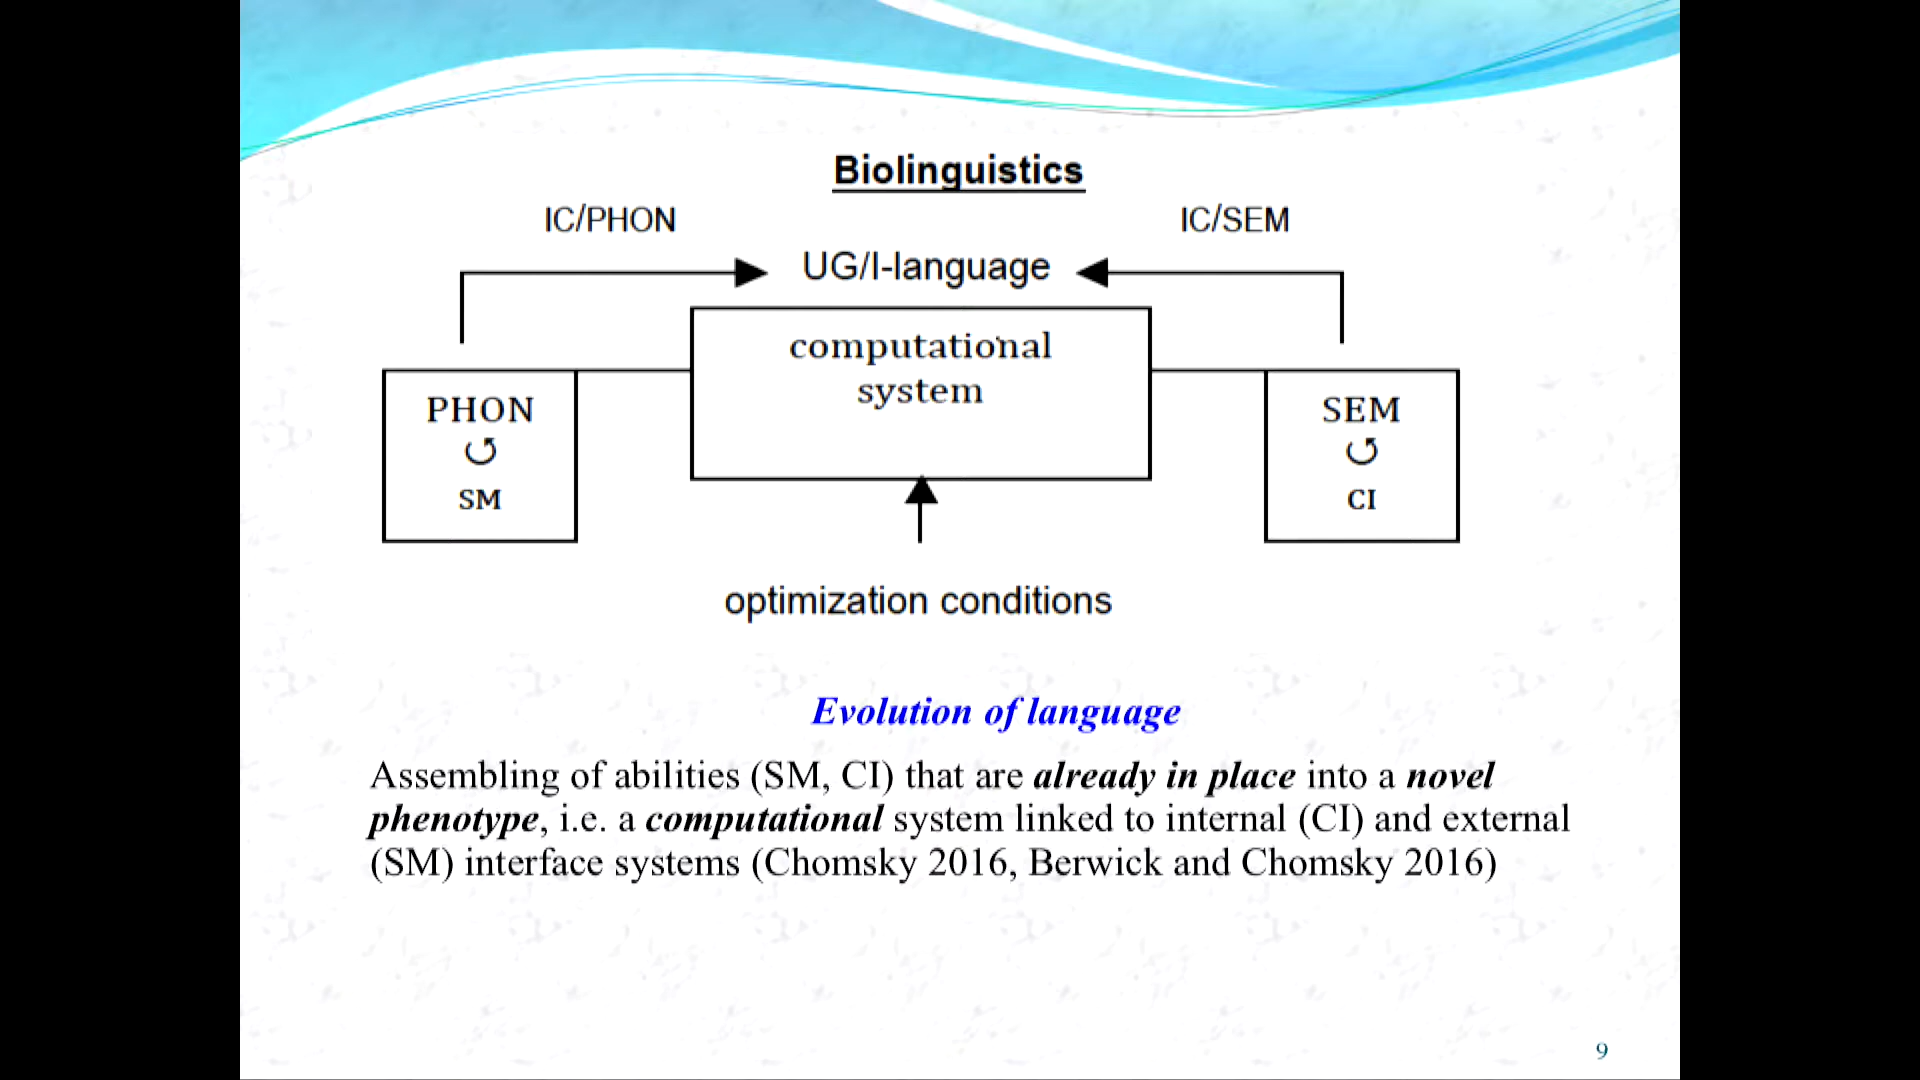 Biolinguistics
IC/PHON
IC/SEM
UG/I-language
computational
system
PHON
SM
SEM
CI
optimization conditions
Evolution of language
Assembling of abilities (SM, CI) that are already in place into a novel
phenotype, i.e. a computational system linked to internal (CI) and external
(SM) interface systems (Chomsky 2016, Berwick and Chomsky 2016)
9